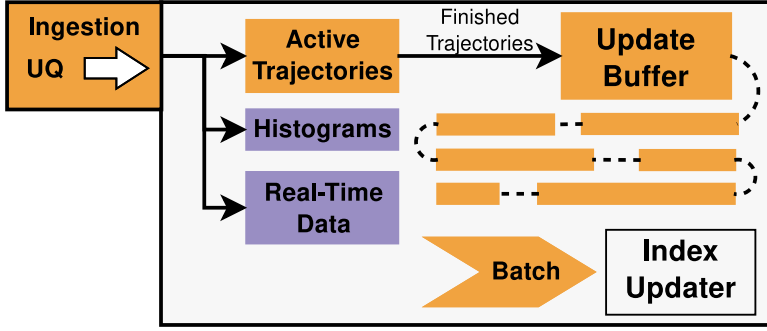 Ingestion
UQ
Active
Trajectories
Finished
Trajectories
Update
Buffer
Histograms
Real-Time
Data
Batch
Index
Updater